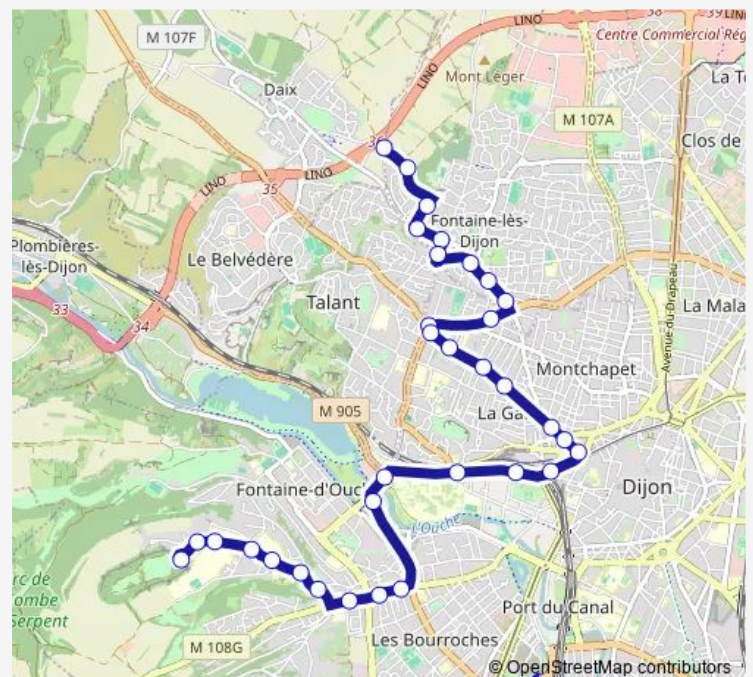 LINO
38
39
LINO
M 107F
Centre Commercial Rég
Mont Léger
La T
Daix
LINO
M 107A
Clos de
36
LINO
35
LINO
Fontaine-lès-
Dijon
Plombières-
lès-Dijon
Le Belvédère
33
34
Talant
La Mala
Avenue du Drapeau
Montchapet
M 905
La Ga
Fontaine-d'Ouc
Dijon
L'Ouche
rc de
ombe
Serpent
Port du Canal
M 108G
Les Bourroches
© OpenStreetMap contributors